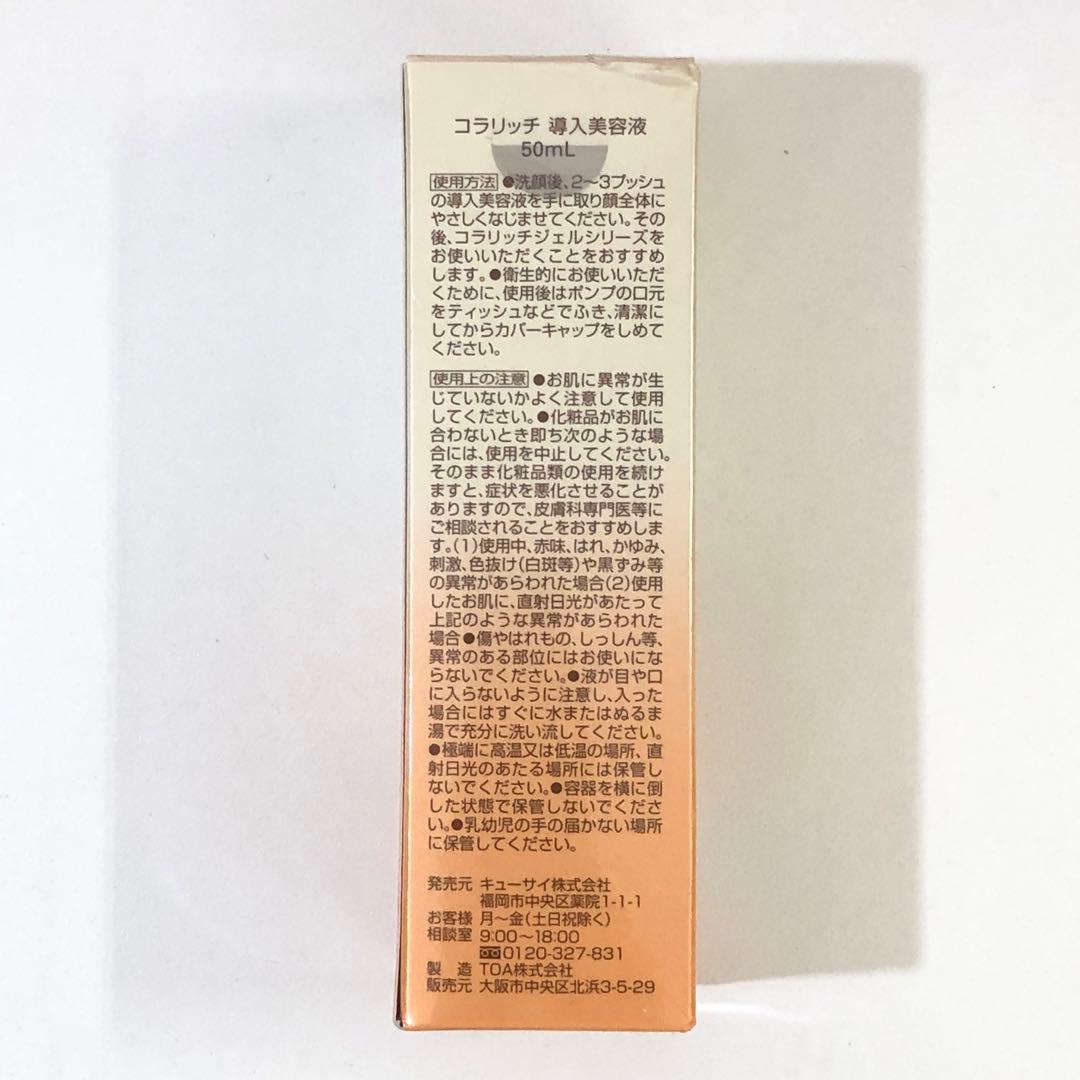 コラリッチ 導入美容液
50mL
使用方法 ●洗顔後、2〜3プッシュ
の導入美容液を手に取り顔全体に
やさしくなじませてください。その
後、コラリッチジェルシリーズを
お使いいただくことをおすすめ
します。●衛生的にお使いいただ
くために、使用後はポンプの口元
をティッシュなどでふき、清潔に
してからカバーキャップをしめて
ください。
使用上の注意 ●お肌に異常が生
じていないかよく注意して使用
してください。●化粧品がお肌に
合わないとき即ち次のような場
合には、使用を中止してください。
そのまま化粧品類の使用を続け
ますと、症状を悪化させることが
ありますので、皮膚科専門医等に
ご相談されることをおすすめしま
す。(1)使用中、赤味、はれ、かゆみ、
刺激、色抜け(白斑等)や黒ずみ等
の異常があらわれた場合(2)使用
したお肌に、直射日光があたって
上記のような異常があらわれた
場合●傷やはれもの、しっしん等、
異常のある部位にはお使いにな
らないでください。●液が目や口
に入らないように注意し、入った
場合にはすぐに水またはぬるま
湯で充分に洗い流してください。
●極端に高温又は低温の場所、直
射日光のあたる場所には保管し
ないでください。●容器を横に倒
した状態で保管しないでくださ
い。●乳幼児の手の届かない場所
に保管してください。
発売元 キューサイ株式会社
福岡市中央区薬院1-1-1
お客様 月〜金(土日祝除く)
相談室 9:00〜18:00
0120-327-831
製 造 TOA株式会社
販売元 大阪市中央区北浜3-5-29